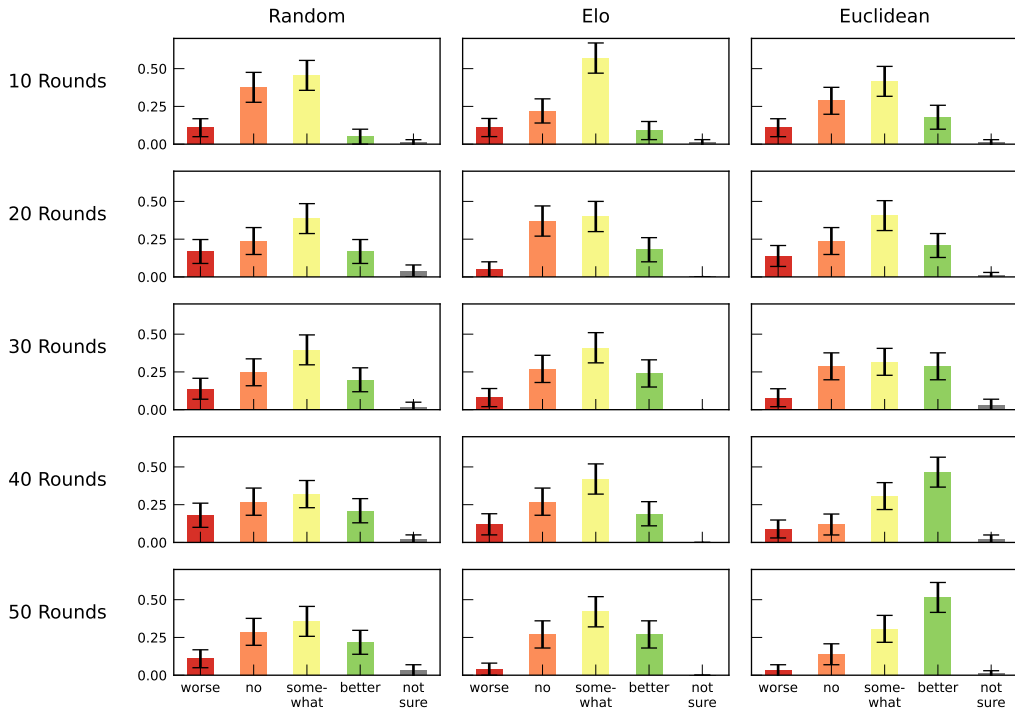 Random Elo Euclidean
10 Rounds
0.50
0.25
0.00
20 Rounds
0.50
0.25
0.00
30 Rounds
0.50
0.25
0.00
40 Rounds
0.50
0.25
0.00
50 Rounds
0.50
0.25
0.00
worse no some- better not worse no some- better not worse no some- better not
what sure what sure what sure